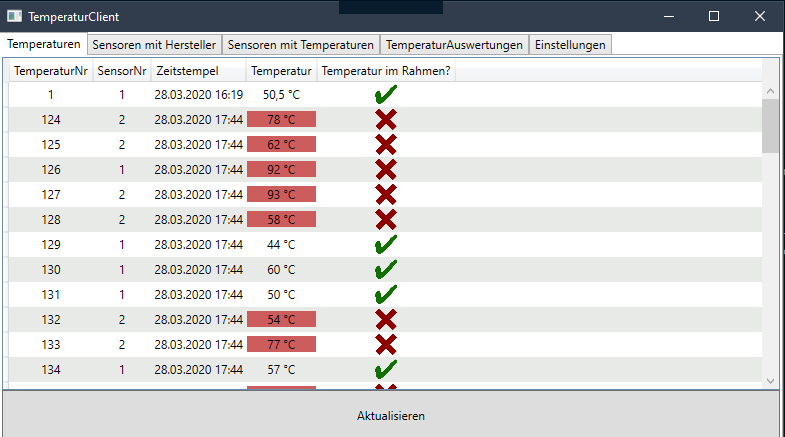 TemperaturClient
Temperaturen Sensoren mit Hersteller Sensoren mit Temperaturen TemperaturAuswertungen Einstellungen
TemperaturNr SensorNr Zeitstempel Temperatur Temperatur im Rahmen?
1 1 28.03.2020 16:19 50,5 °C
124 2 28.03.2020 17:44 78 °C
125 2 28.03.2020 17:44 62 °C
126 1 28.03.2020 17:44 92 °C
127 2 28.03.2020 17:44 93 °C
128 2 28.03.2020 17:44 58 °C
129 1 28.03.2020 17:44 44 °C
130 1 28.03.2020 17:44 60 °C
131 1 28.03.2020 17:44 50 °C
132 2 28.03.2020 17:44 54 °C
133 2 28.03.2020 17:44 77 °C
134 1 28.03.2020 17:44 57 °C
Aktualisieren